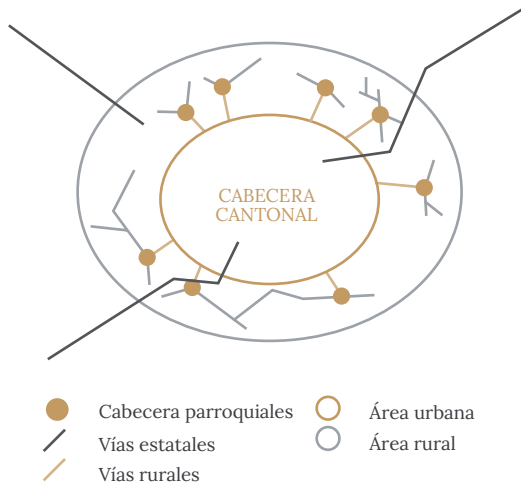 CABECERA
CANTONAL
Cabecera parroquiales
Vías estatales
Vías rurales
Área urbana
Área rural